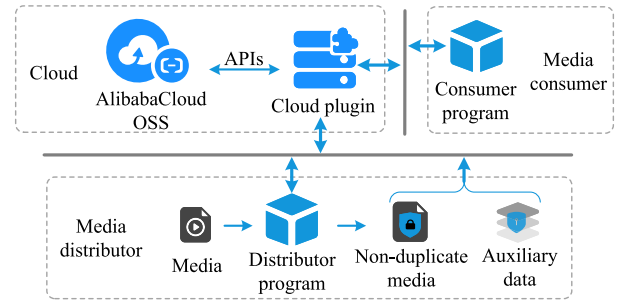 Cloud
AlibabaCloud
OSS
APIs
Cloud plugin
Consumer
program
Media
consumer
Media
distributor
Media
Distributor
program
Non-duplicate
media
Auxiliary
data